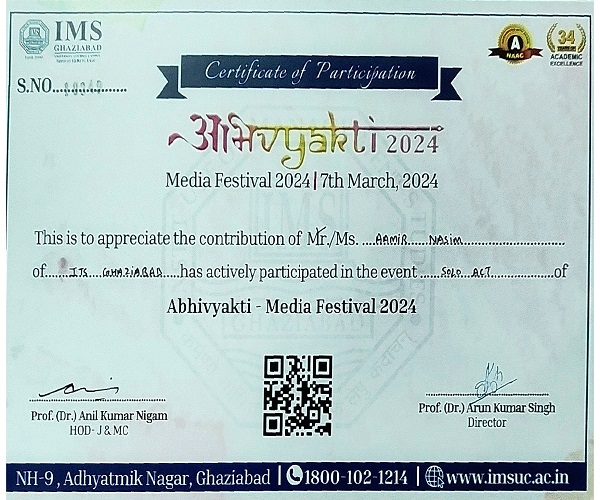 IMS
GHAZIABAD
Certificate of Participation
A
NAAC
34
ACADEMIC
EXCELLENCE
S.NO.....................
अभिvyakti 2024
Media Festival 2024 | 7th March, 2024
This is to appreciate the contribution of Mr./Ms. ....AAMIR NASIM........................
of......ITS GHAZIABAD.....has actively participated in the event ......SOLO ACT................of
Abhivyakti - Media Festival 2024
Prof. (Dr.) Anil Kumar Nigam
HOD- J & MC
Prof. (Dr.) Arun Kumar Singh
Director
NH-9 , Adhyatmik Nagar, Ghaziabad | 1800-102-1214 | www.imsuc.ac.in